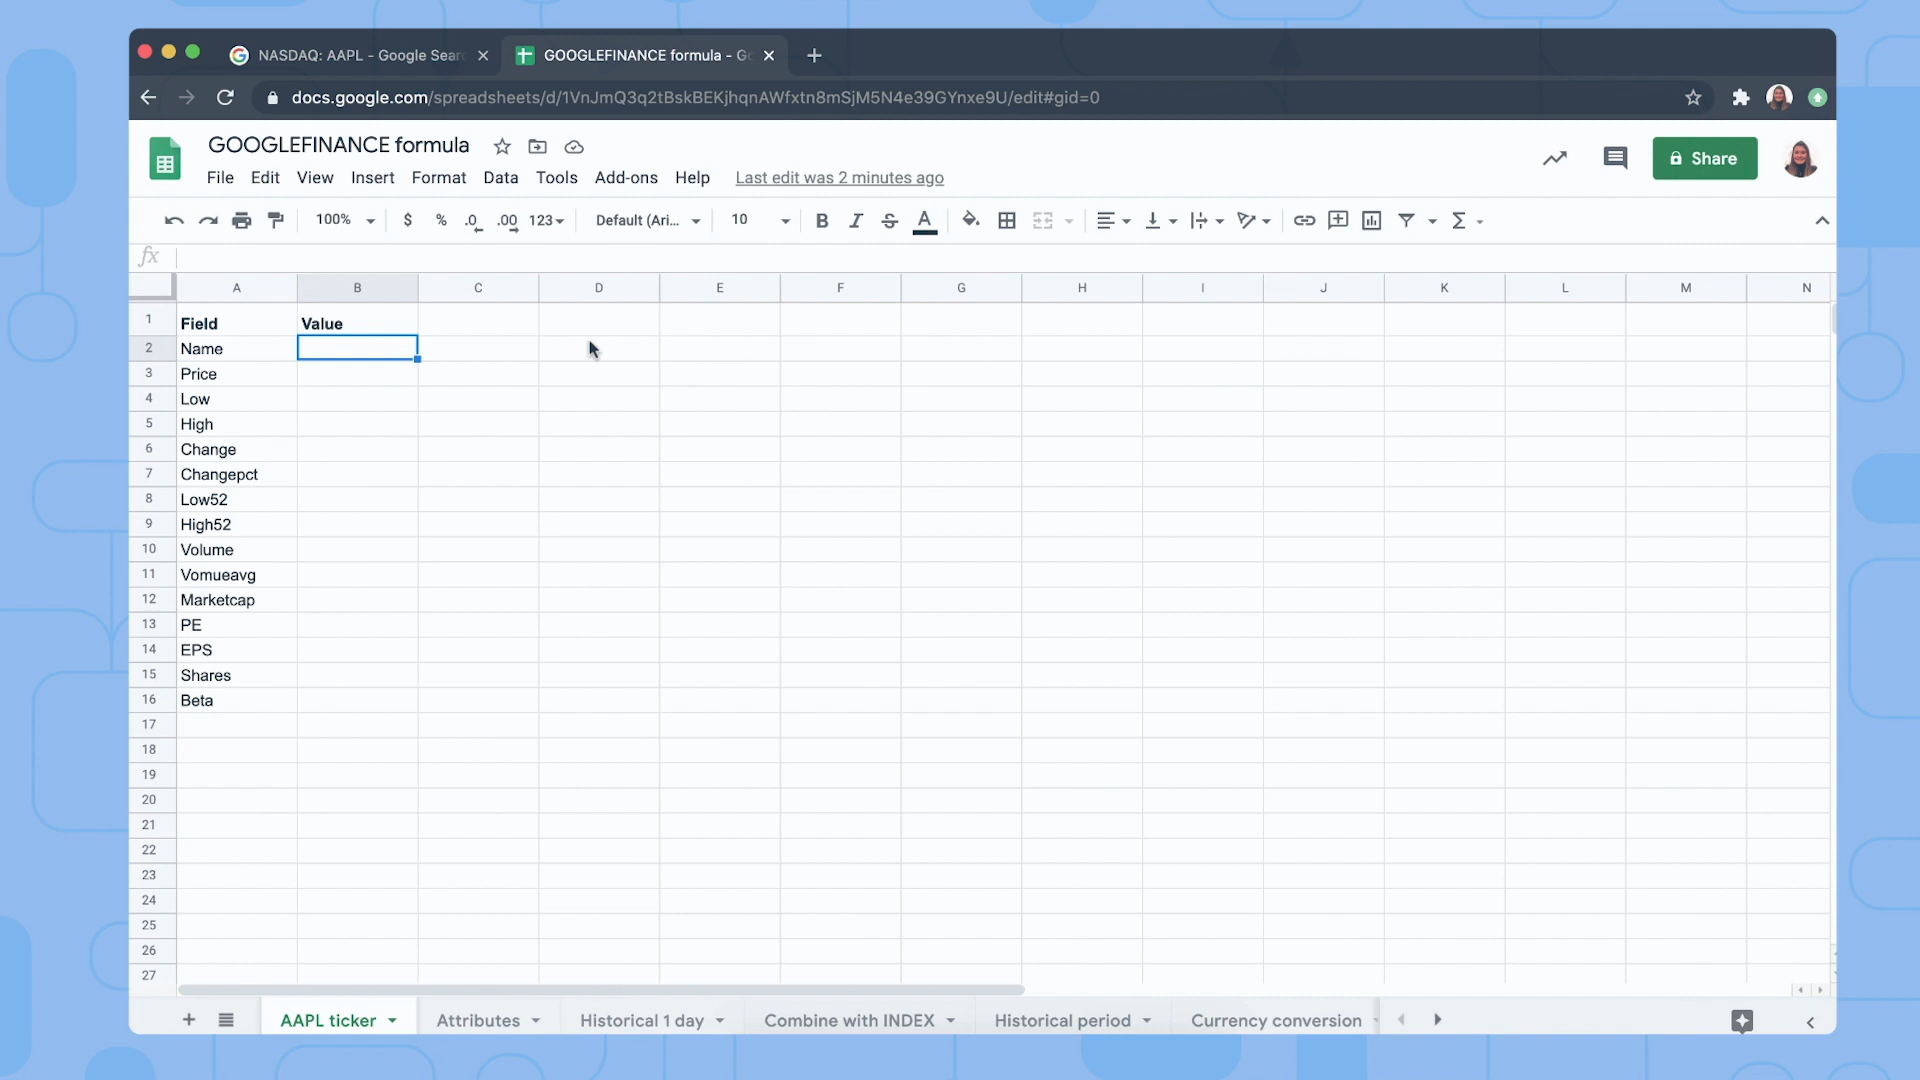 NASDAQ: AAPL - Google Sear
GOOGLEFINANCE formula - Go
docs.google.com/spreadsheets/d/1VnJmQ3q2tBskBEKjhqnAWfxtn8mSjM5N4e39GYnxe9U/edit#gid=0
GOOGLEFINANCE formula
Share
File Edit View Insert Format Data Tools Add-ons Help Last edit was 2 minutes ago
100% $ % .0 .00 123 Default (Ari... 10 B I S A Σ
fx
A B C D E F G H I J K L M N
1 Field Value
2 Name
3 Price
4 Low
5 High
6 Change
7 Changepct
8 Low52
9 High52
10 Volume
11 Vomueavg
12 Marketcap
13 PE
14 EPS
15 Shares
16 Beta
17
18
19
20
21
22
23
24
25
26
27
AAPL ticker Attributes Historical 1 day Combine with INDEX Historical period Currency conversion